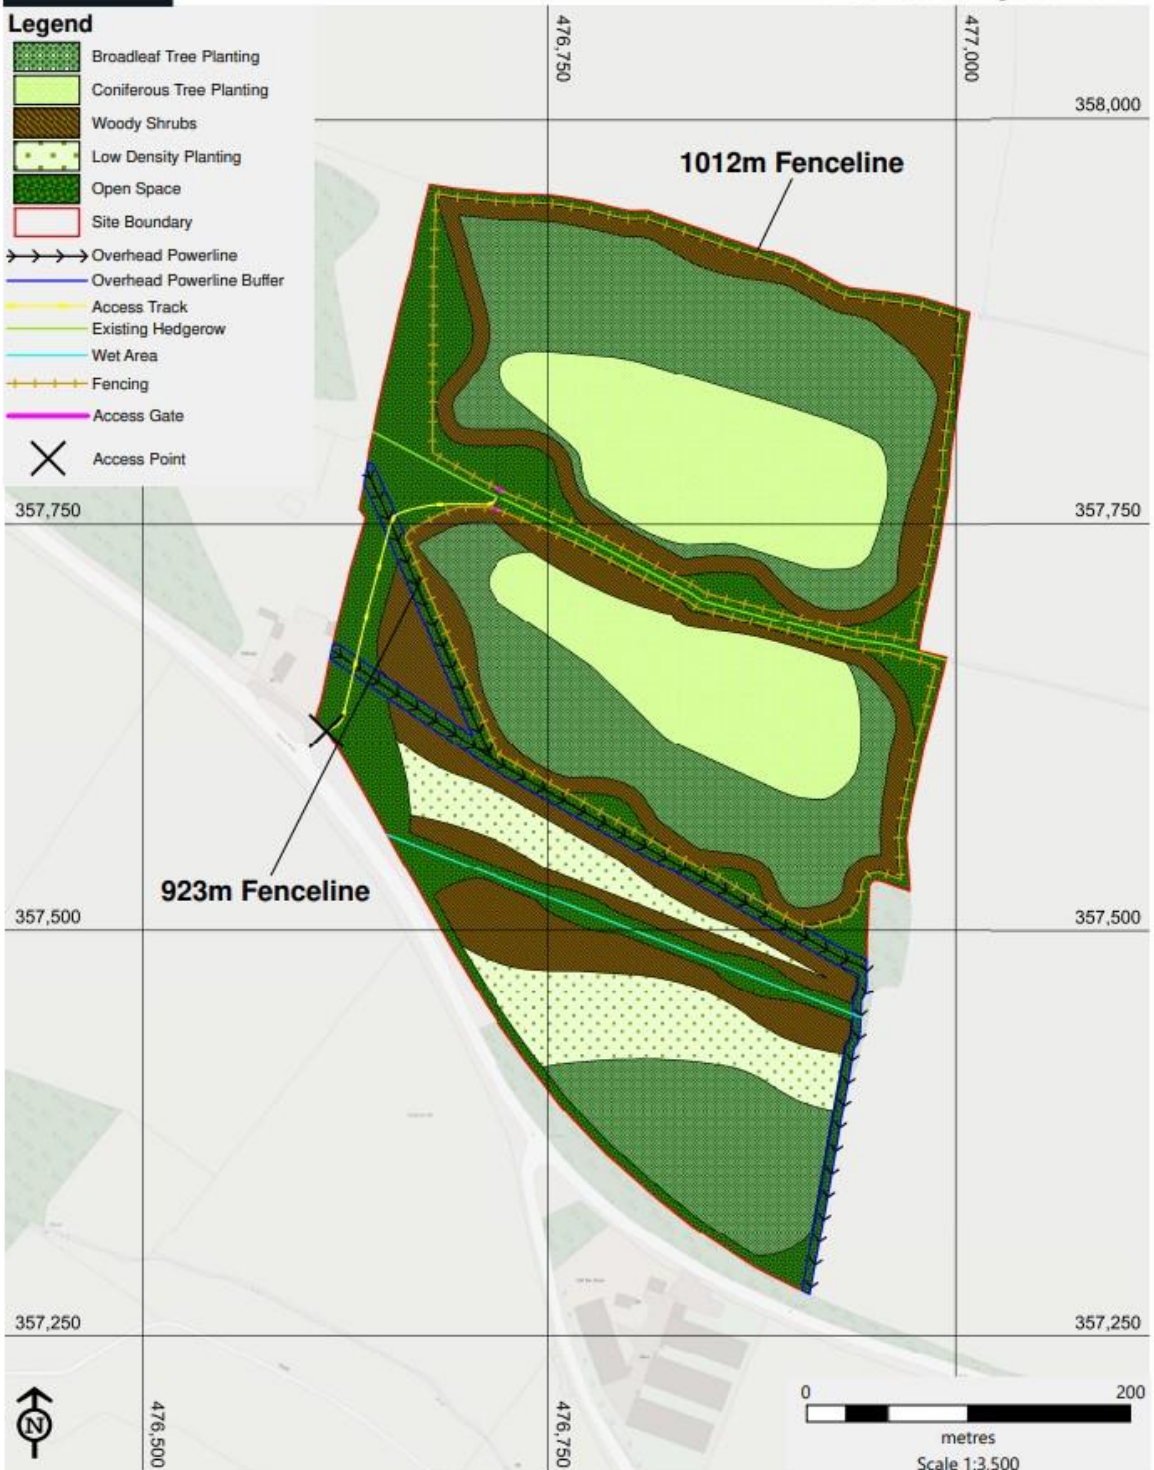 Legend
Broadleaf Tree Planting
Coniferous Tree Planting
Woody Shrubs
Low Density Planting
Open Space
Site Boundary
Overhead Powerline
Overhead Powerline Buffer
Access Track
Existing Hedgerow
Wet Area
Fencing
Access Gate
Access Point
476,750
477,000
358,000
1012m Fenceline
357,750
357,750
923m Fenceline
357,500
357,500
357,250
357,250
N
476,500
476,750
0 200
metres
Scale 1:3,500